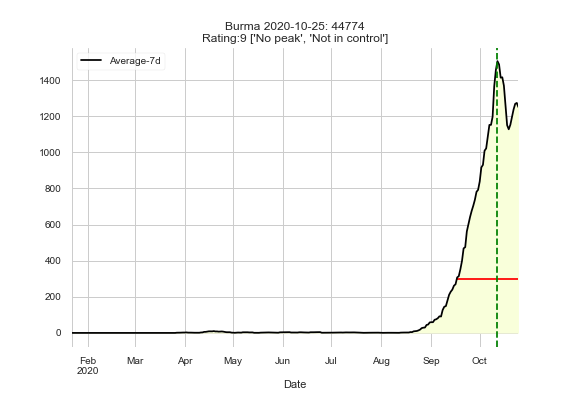 Burma 2020-10-25: 44774
Rating:9 ['No peak', 'Not in control']
Average-7d
1400
1200
1000
800
600
400
200
0
Feb Mar Apr May Jun Jul Aug Sep Oct
2020
Date